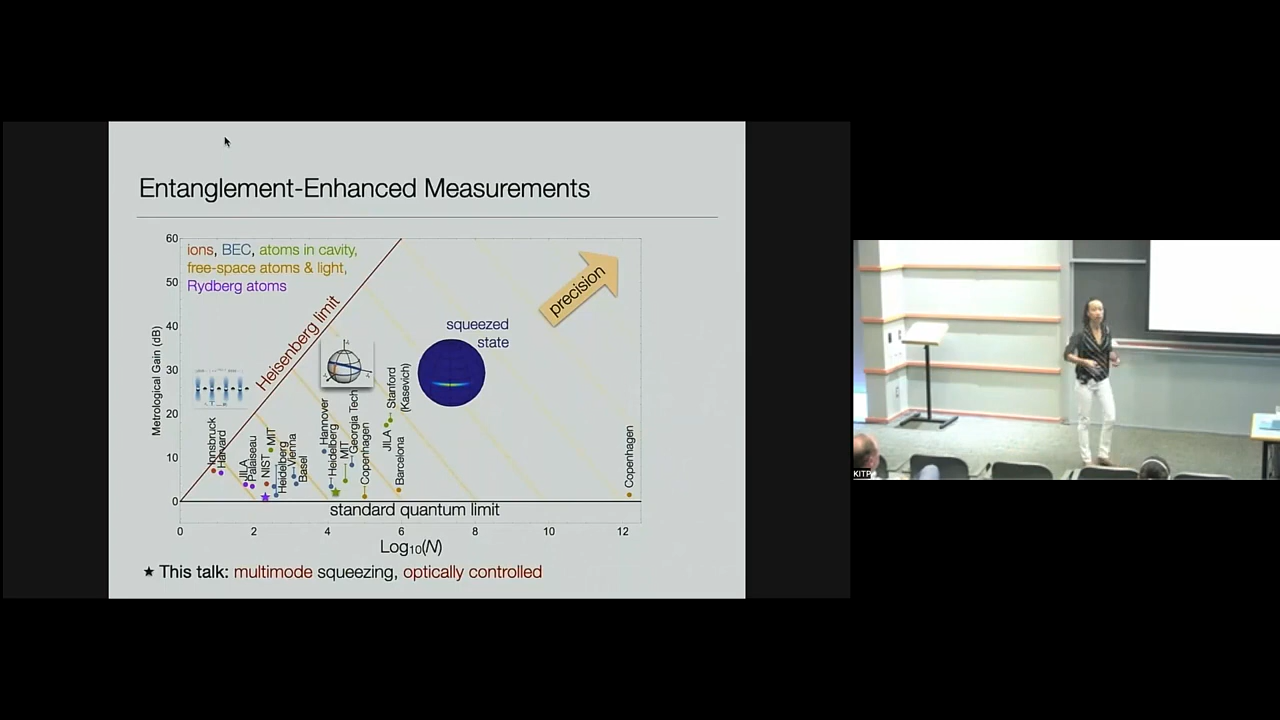 Entanglement-Enhanced Measurements
ions, BEC, atoms in cavity,
free-space atoms & light,
Rydberg atoms
Heisenberg limit
precision
squeezed
state
Metrological Gain (dB)
60
50
40
30
20
10
0
Innsbruck
Harvard
JILA
Palaiseau
NIST
MIT
Heidelberg
Vienna
Basel
Hannover
Heidelberg
MIT
Georgia Tech
Copenhagen
JILA
Stanford
(Kasevich)
Barcelona
Copenhagen
standard quantum limit
0 2 4 6 8 10 12
Log10(N)
★ This talk: multimode squeezing, optically controlled
KITP